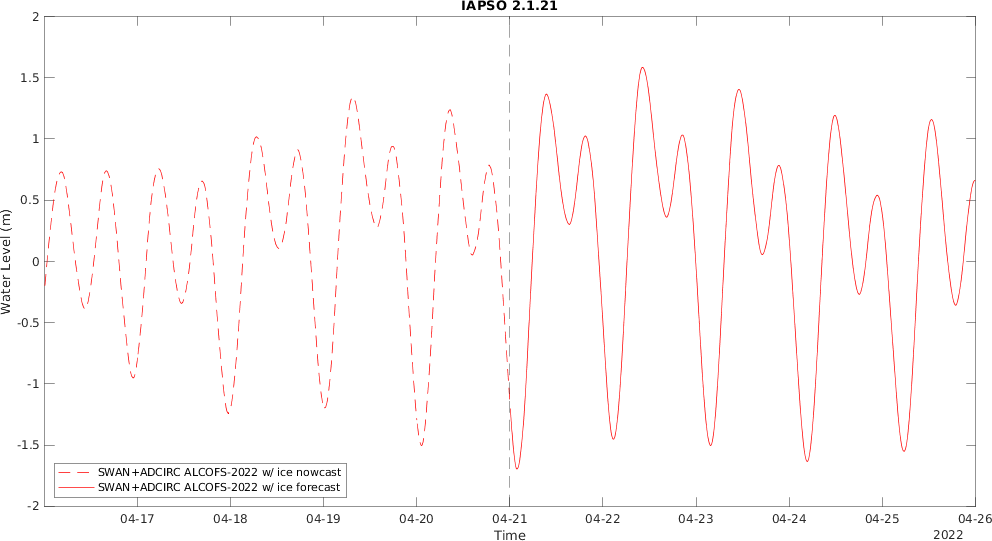 IAPSO 2.1.21
2
1.5
1
0.5
0
-0.5
-1
-1.5
-2
Water Level (m)
SWAN+ADCIRC ALCOFS-2022 w/ ice nowcast
SWAN+ADCIRC ALCOFS-2022 w/ ice forecast
04-17 04-18 04-19 04-20 04-21 04-22 04-23 04-24 04-25 04-26
Time
2022